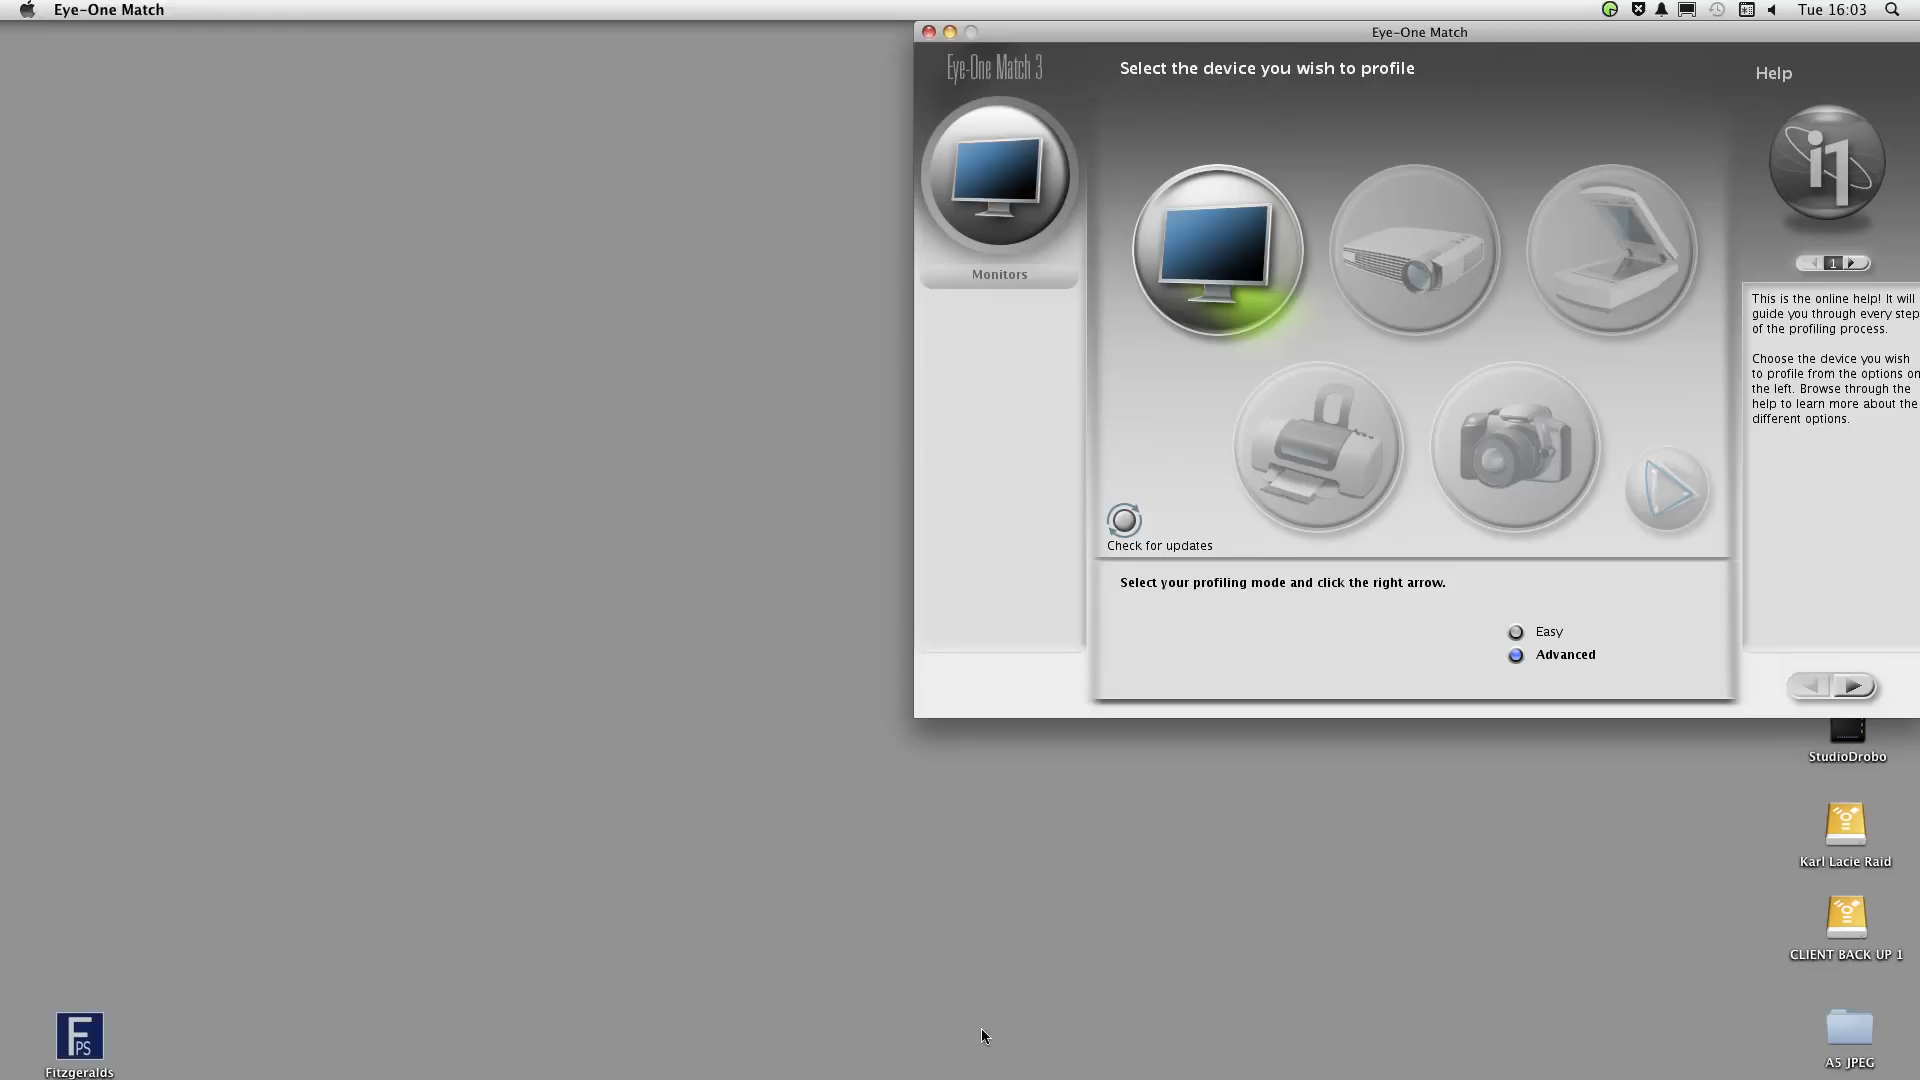 Eye-One Match
Tue 16:03
Eye-One Match
Eye-One Match 3
Select the device you wish to profile
Help
i1
Monitors
1
This is the online help! It will
guide you through every step
of the profiling process.
Choose the device you wish
to profile from the options on
the left. Browse through the
help to learn more about the
different options.
Check for updates
Select your profiling mode and click the right arrow.
Easy
Advanced
StudioDrobo
Karl Lacie Raid
CLIENT BACK UP 1
A5 JPEG
FPS
Fitzgeralds